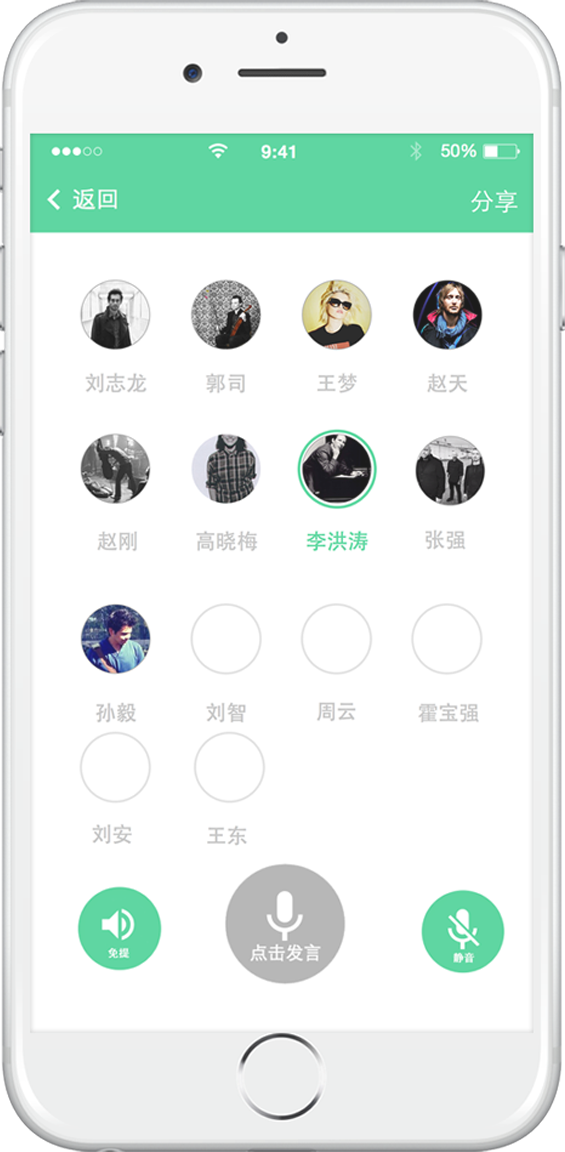 9:41 50%
返回 分享
刘志龙 郭司 王梦 赵天
赵刚 高晓梅 李洪涛 张强
孙毅 刘智 周云 霍宝强
刘安 王东
点击发言
免提 静音